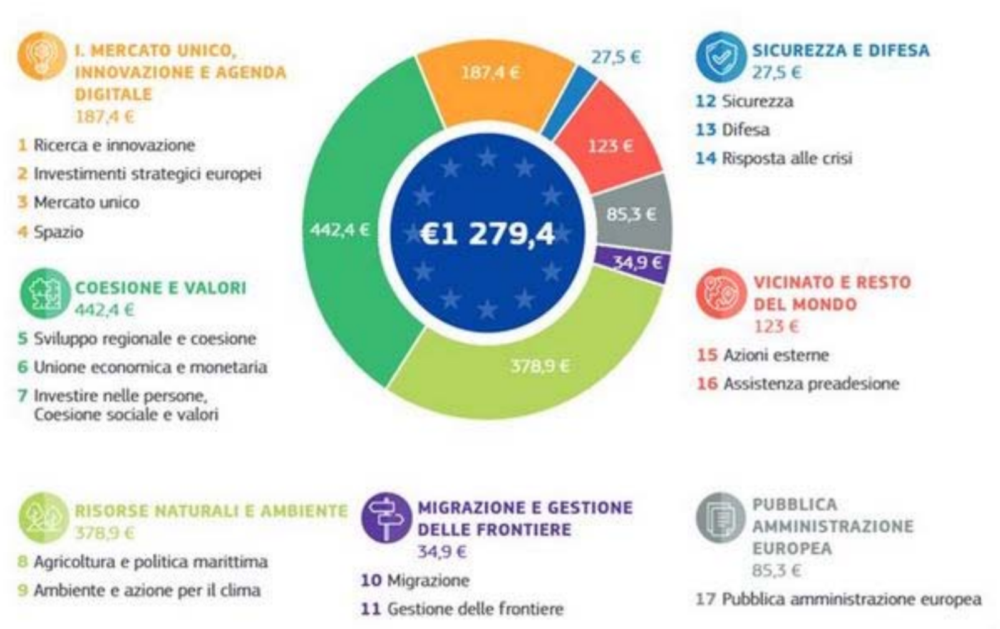 I. MERCATO UNICO,
INNOVAZIONE E AGENDA
DIGITALE
187,4 €
1 Ricerca e innovazione
2 Investimenti strategici europei
3 Mercato unico
4 Spazio
COESIONE E VALORI
442,4 €
5 Sviluppo regionale e coesione
6 Unione economica e monetaria
7 Investire nelle persone,
Coesione sociale e valori
187,4 €
27,5 €
123 €
85,3 €
34,9 €
378,9 €
442,4 €
€1 279,4
SICUREZZA E DIFESA
27,5 €
12 Sicurezza
13 Difesa
14 Risposta alle crisi
VICINATO E RESTO
DEL MONDO
123 €
15 Azioni esterne
16 Assistenza preadesione
RISORSE NATURALI E AMBIENTE
378,9 €
8 Agricoltura e politica marittima
9 Ambiente e azione per il clima
MIGRAZIONE E GESTIONE
DELLE FRONTIERE
34,9 €
10 Migrazione
11 Gestione delle frontiere
PUBBLICA
AMMINISTRAZIONE
EUROPEA
85,3 €
17 Pubblica amministrazione europea